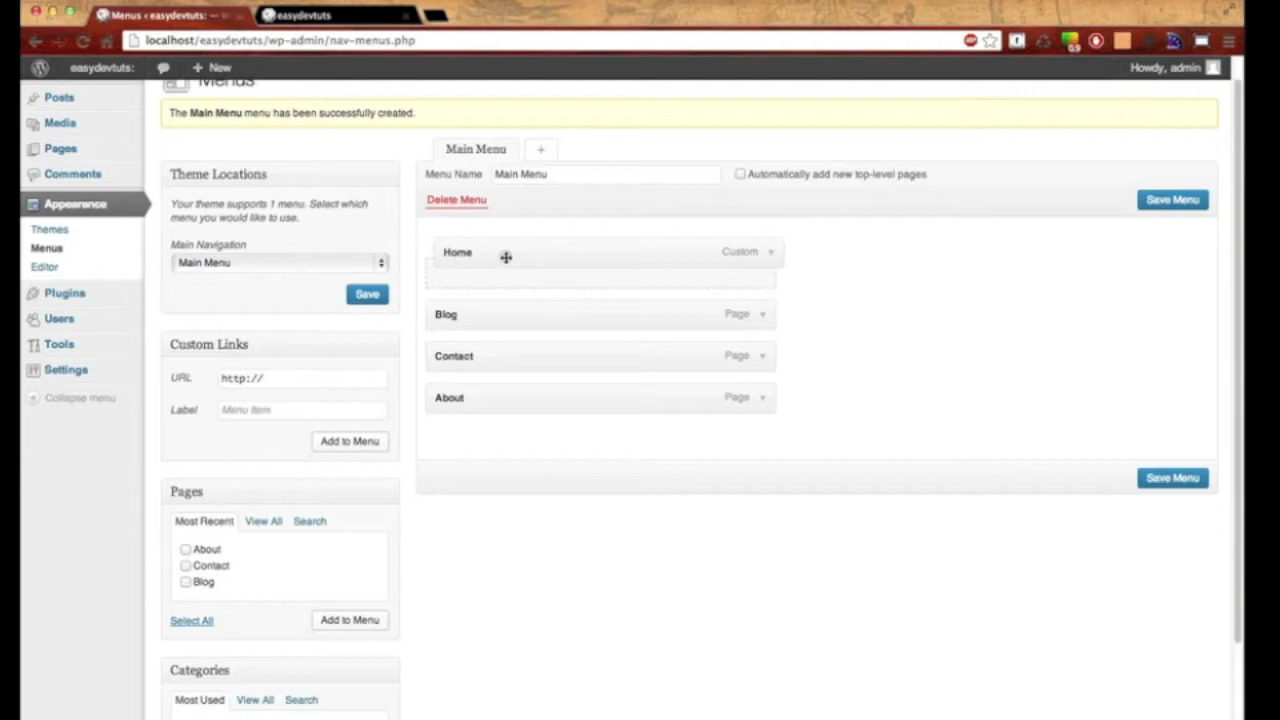 Menus ‹ easydevtuts: —
easydevtuts
localhost/easydevtuts/wp-admin/nav-menus.php
easydevtuts:
+ New
Howdy, admin
Menus
Posts
Media
Pages
Comments
Appearance
Themes
Menus
Editor
Plugins
Users
Tools
Settings
Collapse menu
The Main Menu menu has been successfully created.
Theme Locations
Your theme supports 1 menu. Select which
menu you would like to use.
Main Navigation
Main Menu
Save
Custom Links
URL http://
Label Menu Item
Add to Menu
Pages
Most Recent View All Search
About
Contact
Blog
Select All Add to Menu
Categories
Most Used View All Search
Main Menu +
Menu Name Main Menu Automatically add new top-level pages
Delete Menu Save Menu
Home Custom
Blog Page
Contact Page
About Page
Save Menu